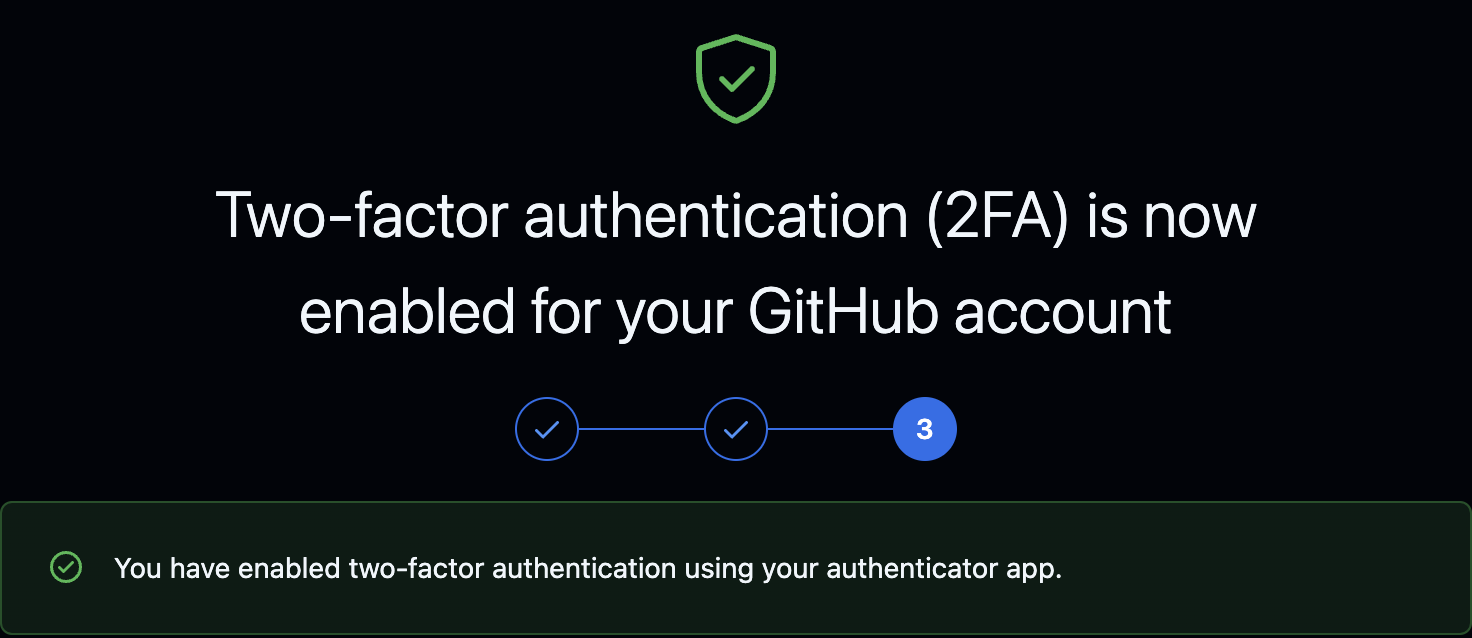 Two-factor authentication (2FA) is now
enabled for your GitHub account
3
You have enabled two-factor authentication using your authenticator app.